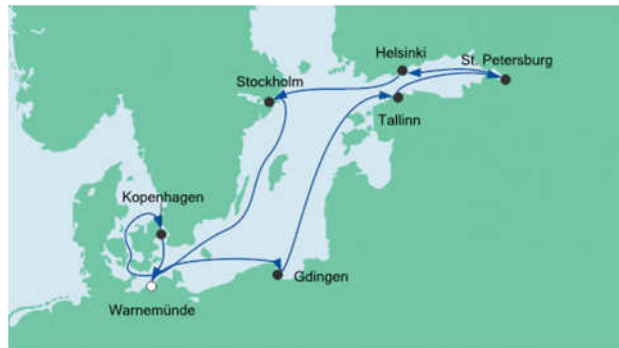 Helsinki
St. Petersburg
Stockholm
Tallinn
Kopenhagen
Gdingen
Warnemünde